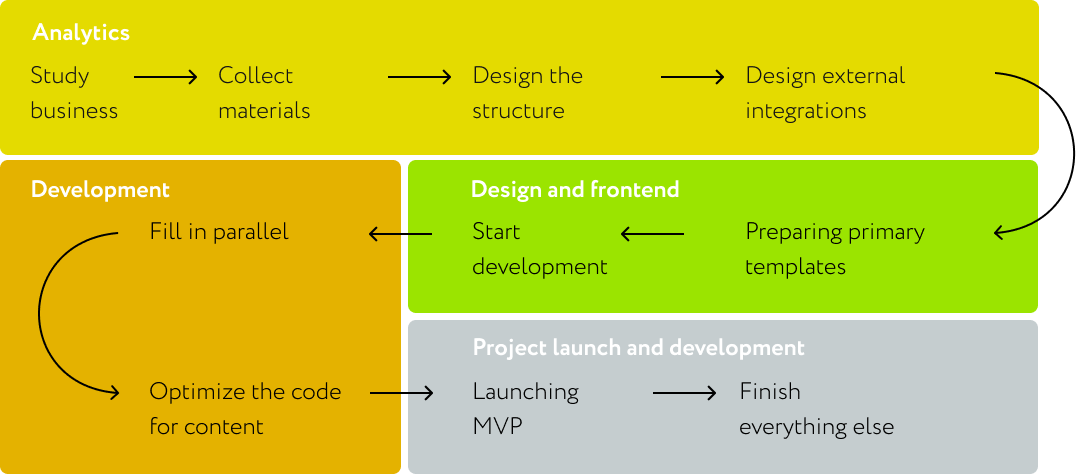 Analytics
Study
business
Collect
materials
Design the
structure
Design external
integrations
Design and frontend
Preparing primary
templates
Start
development
Development
Fill in parallel
Optimize the code
for content
Project launch and development
Launching
MVP
Finish
everything else